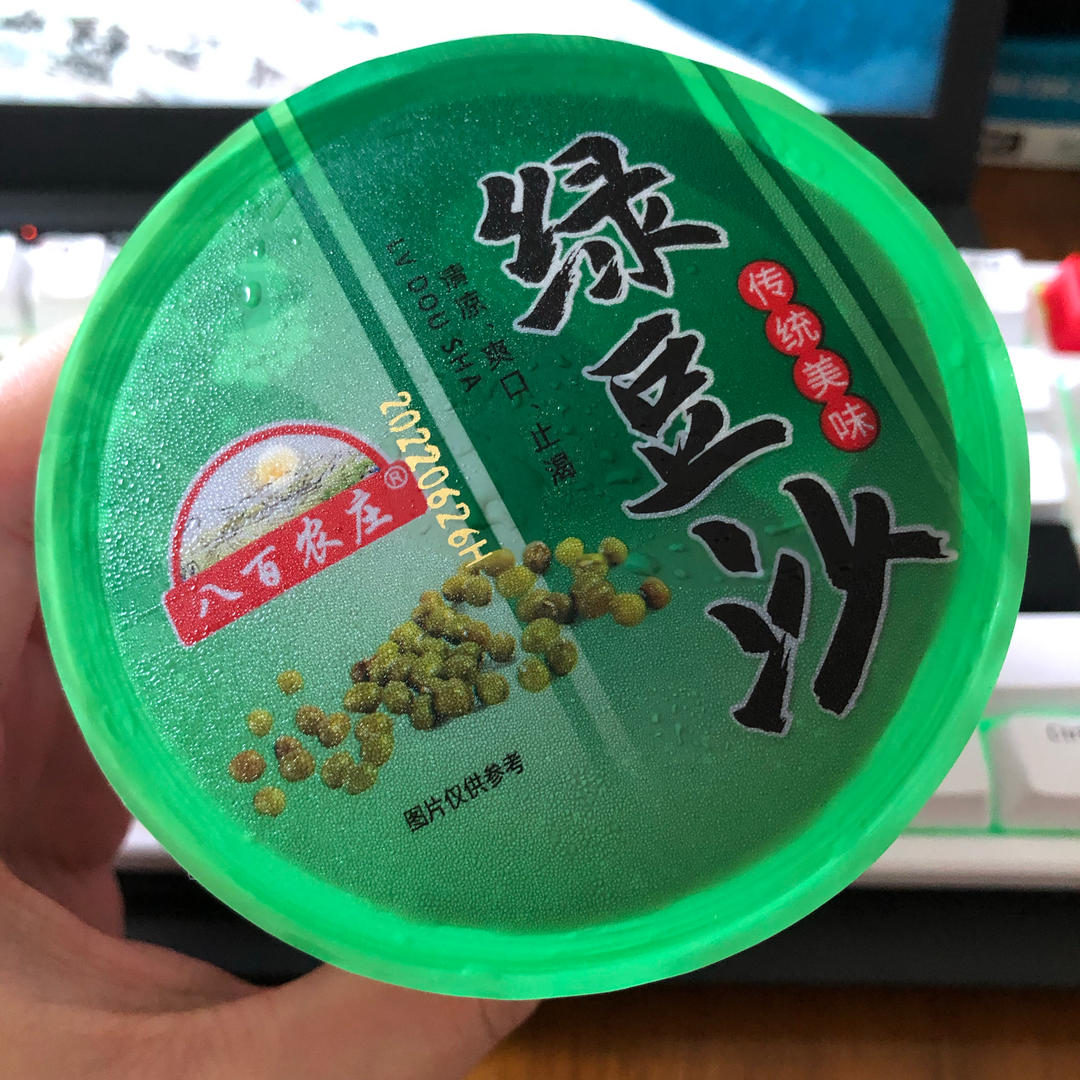 绿豆沙
传统美味
清凉·爽口·止渴
LV DOU SHA
20220626H
八百农庄®
图片仅供参考